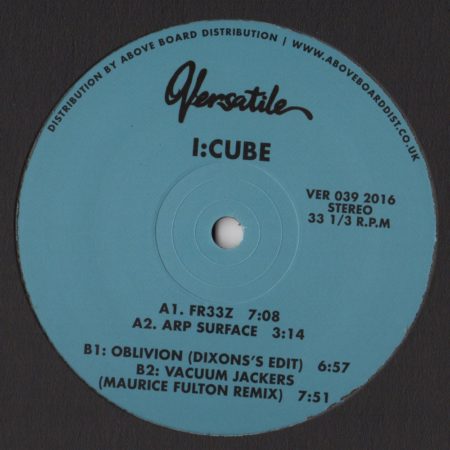 DISTRIBUTION BY ABOVE BOARD DISTRIBUTION | WWW.ABOVEBOARDDIST.CO.UK
Versatile
I:CUBE
VER 039 2016
STEREO
33 1/3 R.P.M
A1. FR33Z 7:08
A2. ARP SURFACE 3:14
B1: OBLIVION (DIXONS'S EDIT) 6:57
B2: VACUUM JACKERS
(MAURICE FULTON REMIX) 7:51